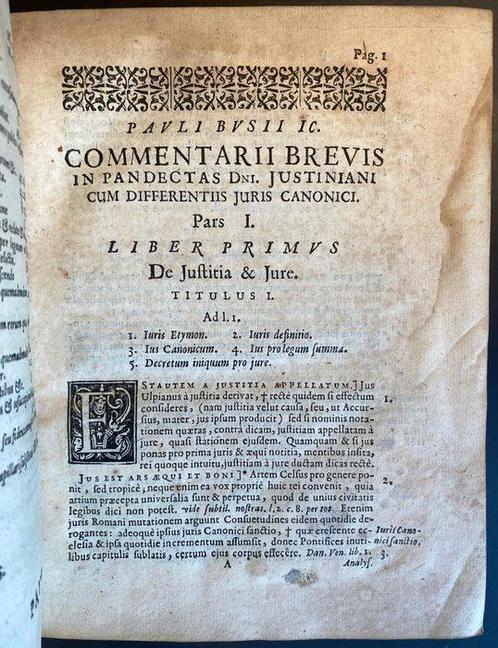 Pag. 1
PAVLI BVSII IC.
COMMENTARII BREVIS
IN PANDECTAS DNI. JUSTINIANI
CUM DIFFERENTIIS JURIS CANONICI.
Pars I.
LIBER PRIMVS
De Justitia & Jure.
TITULUS I.
Ad l. 1.
1. Iuris Etymon. 2. Iuris definitio.
3. Ius Canonicum. 4. Ius pro legum summa.
5. Decretum iniquum pro jure.
ESTAUTEM A JUSTITIA APPELLATUM.] Jus
Ulpianus à justitia derivat, † rectè quidem si effectum 1.
consideres, (nam justitia velut causa, seu, ut Accur-
sius, mater, jus ipsum producit) sed si nominis nota-
tionem quæras, contrà dicam, justitiam appellatam à
jure, quasi stationem ejusdem. Quamquam & si jus
ponas pro prima juris & æqui notitia, mentibus insita,
rei quoque intuitu, justitiam à jure ductam dicas rectè.
JUS EST ARS ÆQUI ET BONI]* Artem Celsus pro genere po- 2.
nit, sed tropicè, neque enim ea vox propriè huic rei convenit, quia
artium præcepta universalia sunt & perpetua, quod de unius civitatis
legibus dici non potest. vide subtil. nostras. l. 2. c. 8. per tot. Etenim
juris Romani mutationem arguunt Consuetudines eidem quotidie de-
rogantes: adeoque ipsius juris Canonici sanctio, † quæ crescente ec- Iuris Cano-
clesia & ipsa quotidie incrementum assumsit, donec Pontifices inuti- nici sanctio.
libus capitulis sublatis, certum ejus corpus effecêre. Dan. Ven. lib. 1. 3.
A Analys.